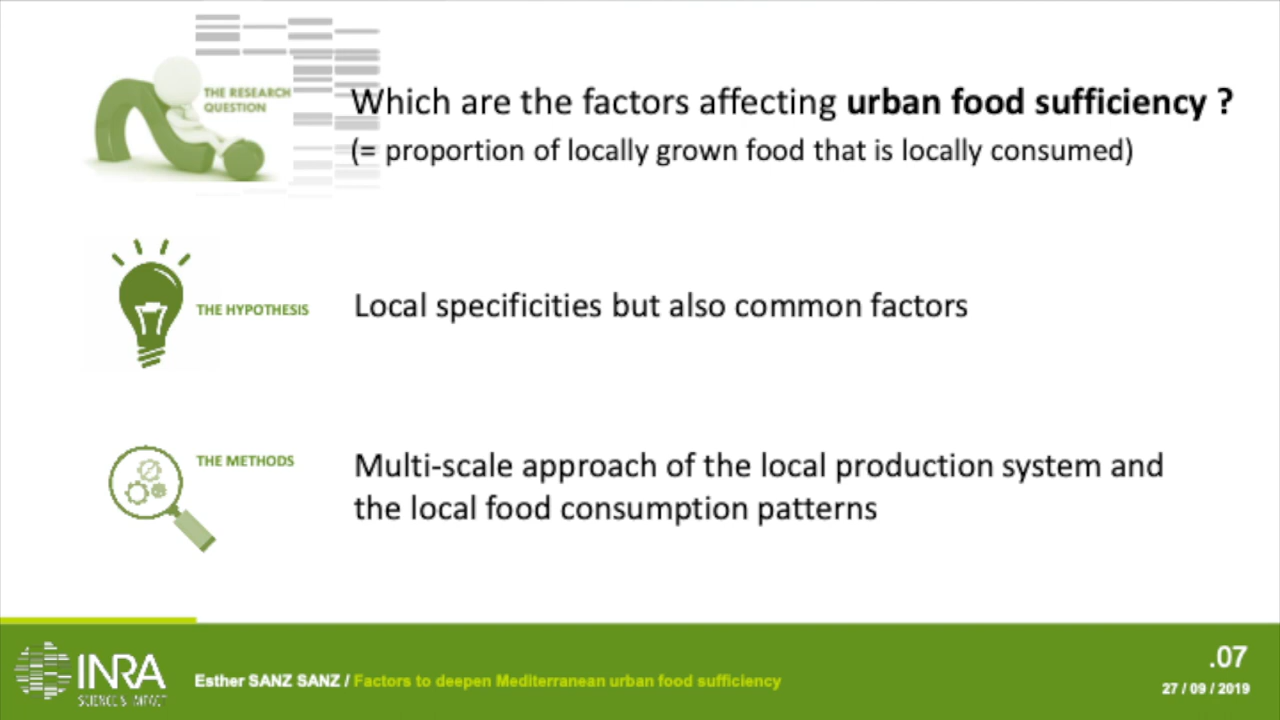 THE RESEARCH
QUESTION
Which are the factors affecting urban food sufficiency ?
(= proportion of locally grown food that is locally consumed)
THE HYPOTHESIS
Local specificities but also common factors
THE METHODS
Multi-scale approach of the local production system and
the local food consumption patterns
INRA
SCIENCE & IMPACT
Esther SANZ SANZ / Factors to deepen Mediterranean urban food sufficiency
.07
27 / 09 / 2019